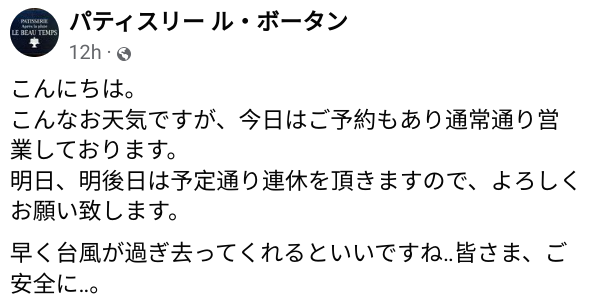 PATISSERIE
LE BEAU TEMPS
パティスリー ル・ボータン
12h ·
こんにちは。
こんなお天気ですが、今日はご予約もあり通常通り営
業しております。
明日、明後日は予定通り連休を頂きますので、よろしく
お願い致します。
早く台風が過ぎ去ってくれるといいですね..皆さま、ご
安全に..。